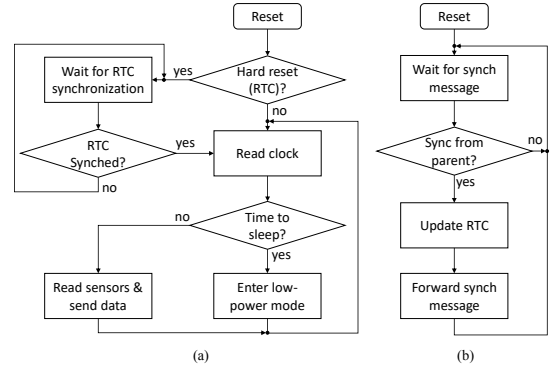 Reset
Hard reset
(RTC)?
yes
no
Wait for RTC
synchronization
RTC
Synched?
yes
no
Read clock
Time to
sleep?
no
yes
Read sensors &
send data
Enter low-
power mode
(a)
Reset
Wait for synch
message
Sync from
parent?
no
yes
Update RTC
Forward synch
message
(b)